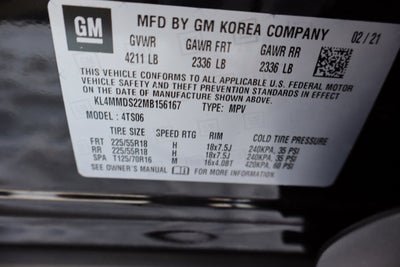 GM
MFD BY GM KOREA COMPANY
02/21
GVWR GAWR FRT GAWR RR
4211 LB 2336 LB 2336 LB
THIS VEHICLE CONFORMS TO ALL APPLICABLE U.S. FEDERAL MOTOR
VEHICLE SAFETY, BUMPER, AND THEFT PREVENTION STANDARDS IN
EFFECT ON THE DATE OF MANUFACTURE SHOWN ABOVE.
KL4MMDS22MB156167 TYPE: MPV
MODEL: 4TS06
TIRE SIZE SPEED RTG RIM COLD TIRE PRESSURE
FRT 225/55R18 H 18x7.5J 240KPA, 35 PSI
RR 225/55R18 H 18x7.5J 240KPA, 35 PSI
SPA T125/70R16 M 16x4.0BT 420KPA, 60 PSI
SEE OWNER'S MANUAL FOR ADDITIONAL INFORMATION.